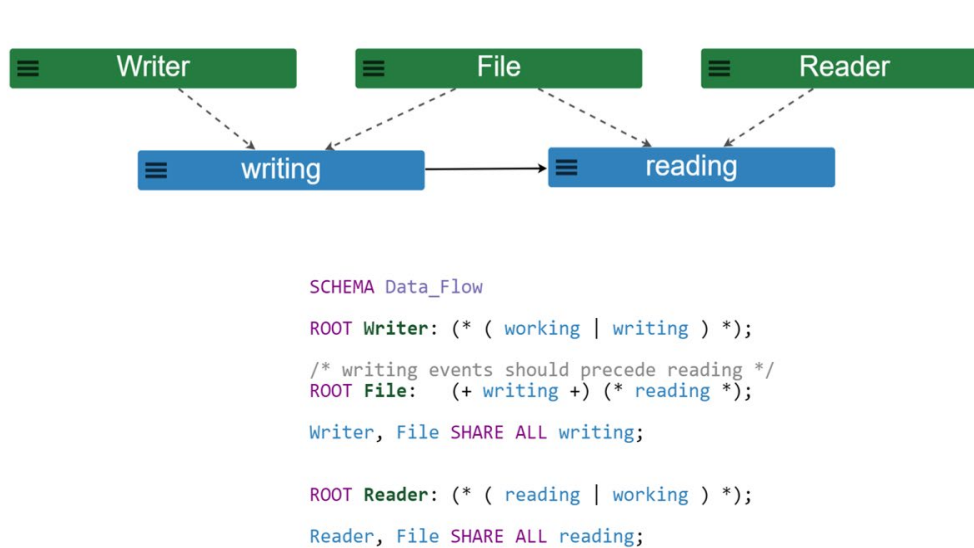 Writer File Reader
writing reading
SCHEMA Data_Flow
ROOT Writer: (* ( working | writing ) *);
/* writing events should precede reading */
ROOT File: (+ writing +) (* reading *);
Writer, File SHARE ALL writing;
ROOT Reader: (* ( reading | working ) *);
Reader, File SHARE ALL reading;